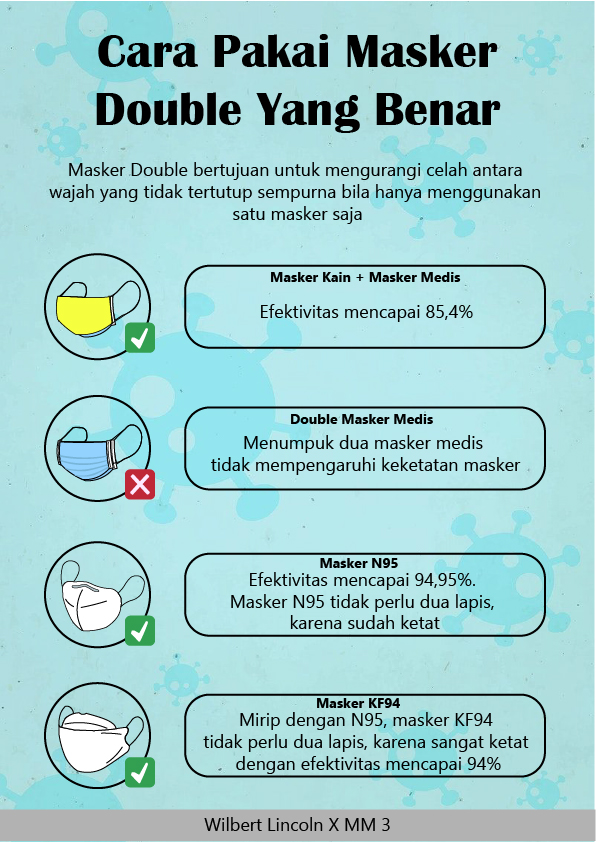 Cara Pakai Masker
Double Yang Benar
Masker Double bertujuan untuk mengurangi celah antara
wajah yang tidak tertutup sempurna bila hanya menggunakan
satu masker saja
Masker Kain + Masker Medis
Efektivitas mencapai 85,4%
Double Masker Medis
Menumpuk dua masker medis
tidak mempengaruhi keketatan masker
Masker N95
Efektivitas mencapai 94,95%.
Masker N95 tidak perlu dua lapis,
karena sudah ketat
Masker KF94
Mirip dengan N95, masker KF94
tidak perlu dua lapis, karena sangat ketat
dengan efektivitas mencapai 94%
Wilbert Lincoln X MM 3